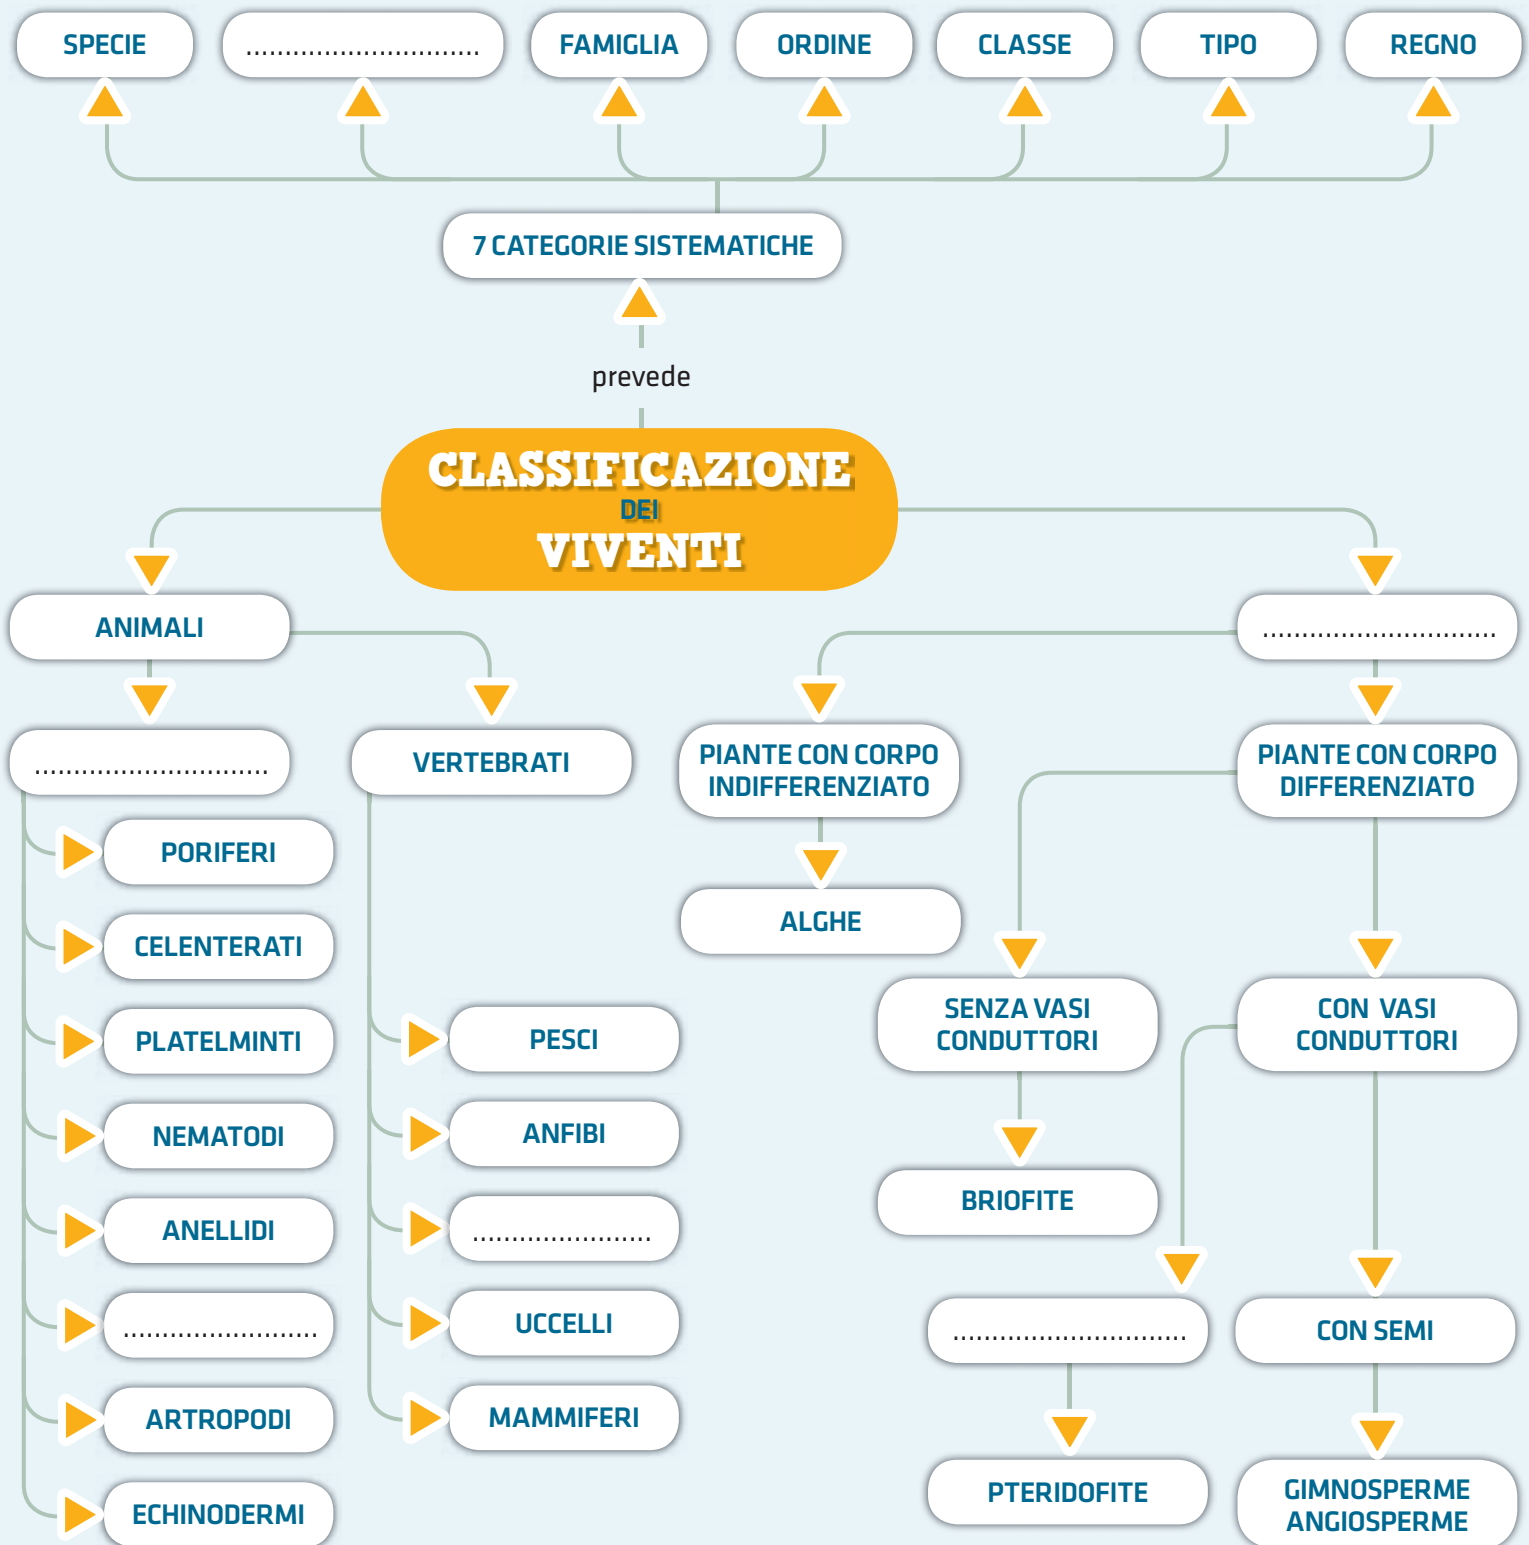 SPECIE
..............................
FAMIGLIA
ORDINE
CLASSE
TIPO
REGNO
7 CATEGORIE SISTEMATICHE
prevede
CLASSIFICAZIONE
DEI
VIVENTI
ANIMALI
..............................
..............................
VERTEBRATI
PIANTE CON CORPO
INDIFFERENZIATO
PIANTE CON CORPO
DIFFERENZIATO
PORIFERI
CELENTERATI
PLATELMINTI
NEMATODI
ANELLIDI
.........................
ARTROPODI
ECHINODERMI
PESCI
ANFIBI
.......................
UCCELLI
MAMMIFERI
ALGHE
SENZA VASI
CONDUTTORI
CON VASI
CONDUTTORI
BRIOFITE
..............................
CON SEMI
PTERIDOFITE
GIMNOSPERME
ANGIOSPERME